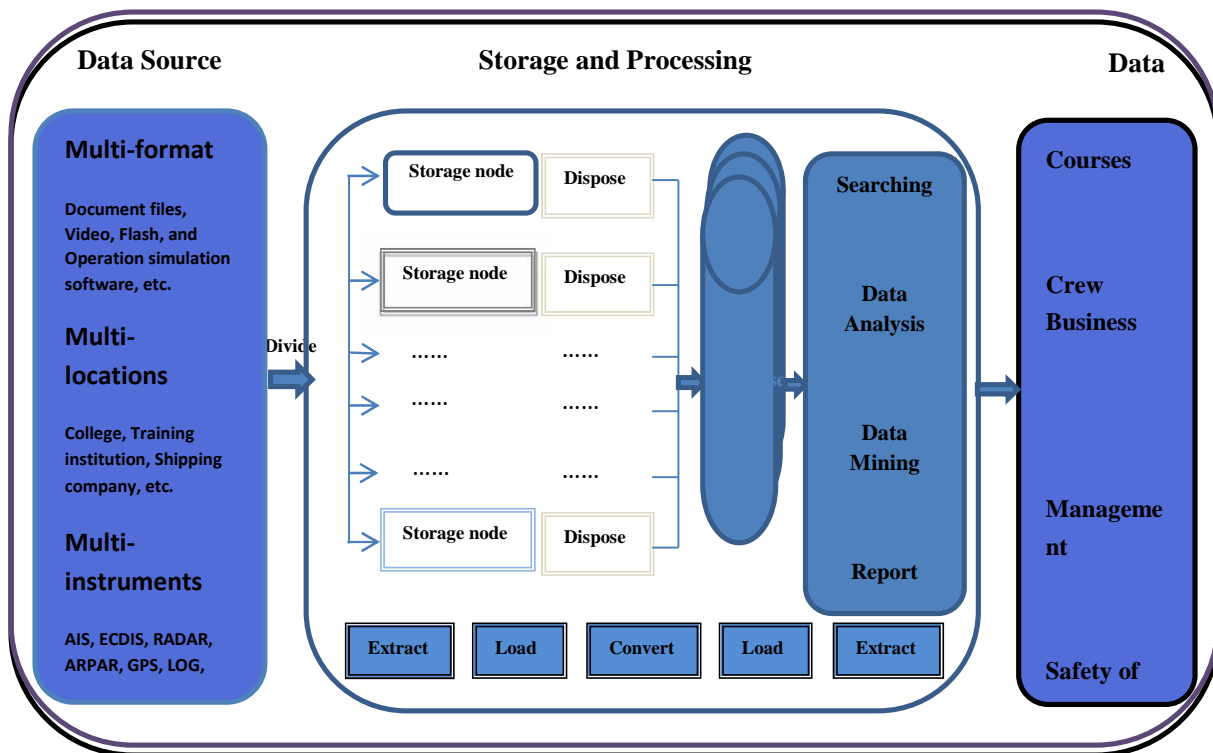 Data Source
Storage and Processing
Data
Multi-format
Document files,
Video, Flash, and
Operation simulation
software, etc.
Multi-
locations
College, Training
institution, Shipping
company, etc.
Multi-
instruments
AIS, ECDIS, RADAR,
ARPAR, GPS, LOG,
Divide
Storage node
Dispose
Storage node
Dispose
...... ......
...... ......
...... ......
Storage node
Dispose
Searching
Data
Analysis
Data
Mining
Report
Extract
Load
Convert
Load
Extract
Courses
Crew
Business
Manageme
nt
Safety of